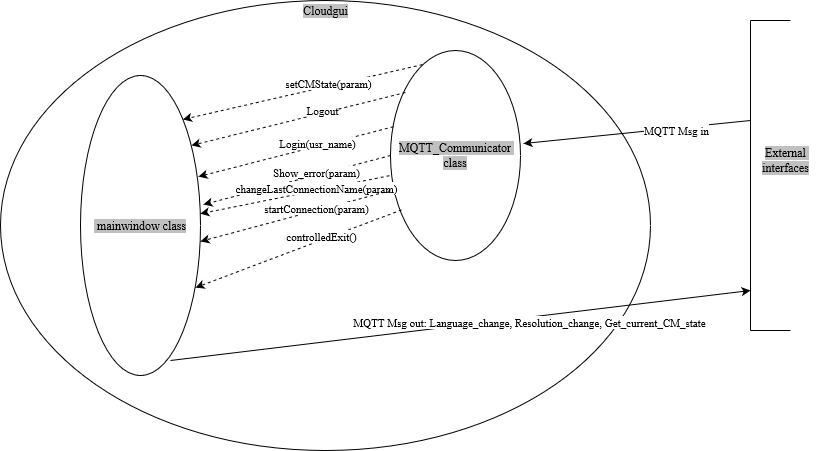 Cloudgui
setCMState(param)
Logout
MQTT Msg in
Login(usr_name)
MQTT_Communicator
class
External
interfaces
Show_error(param)
changeLastConnectionName(param)
startConnection(param)
mainwindow class
controlledExit()
MQTT Msg out: Language_change, Resolution_change, Get_current_CM_state